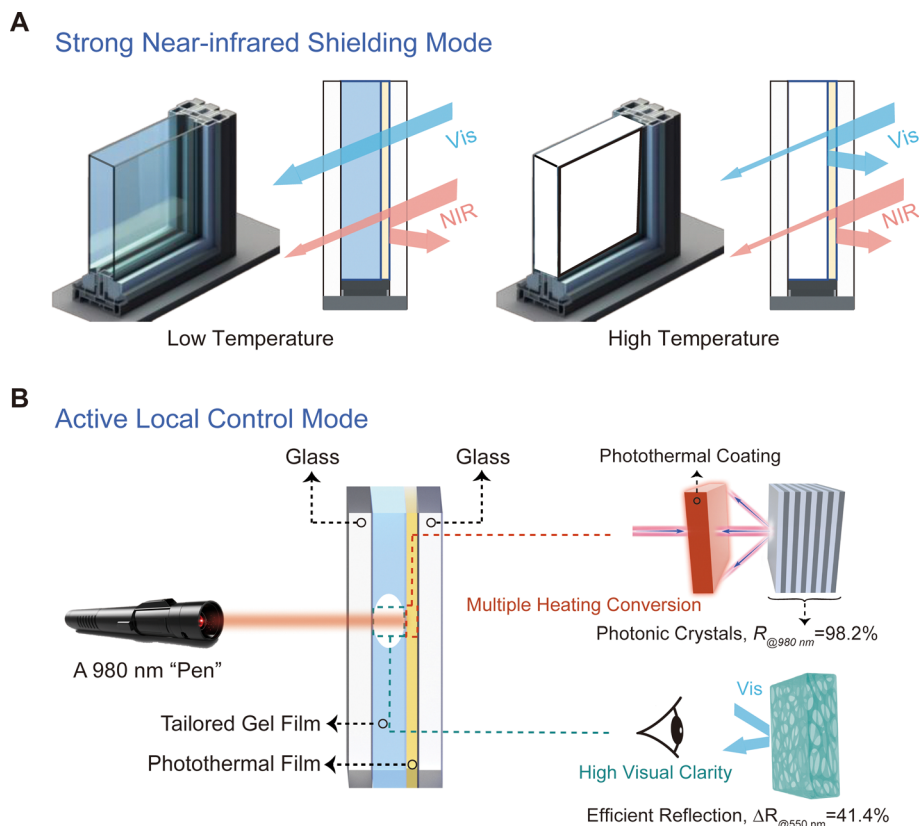 A
Strong Near-infrared Shielding Mode
Vis
NIR
Vis
NIR
Low Temperature
High Temperature
B
Active Local Control Mode
Glass
Glass
Photothermal Coating
Multiple Heating Conversion
Photonic Crystals, R@980 nm=98.2%
A 980 nm “Pen”
Tailored Gel Film
Photothermal Film
Vis
High Visual Clarity
Efficient Reflection, ΔR@550 nm=41.4%